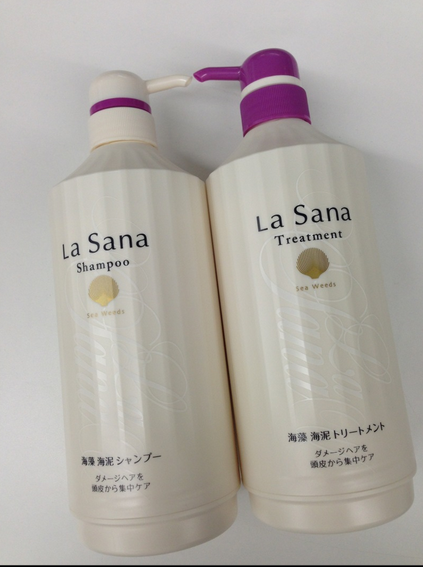 La Sana
Shampoo
Sea Weeds
海藻 海泥 シャンプー
ダメージヘアを
頭皮から集中ケア
La Sana
Treatment
Sea Weeds
海藻 海泥 トリートメント
ダメージヘアを
頭皮から集中ケア